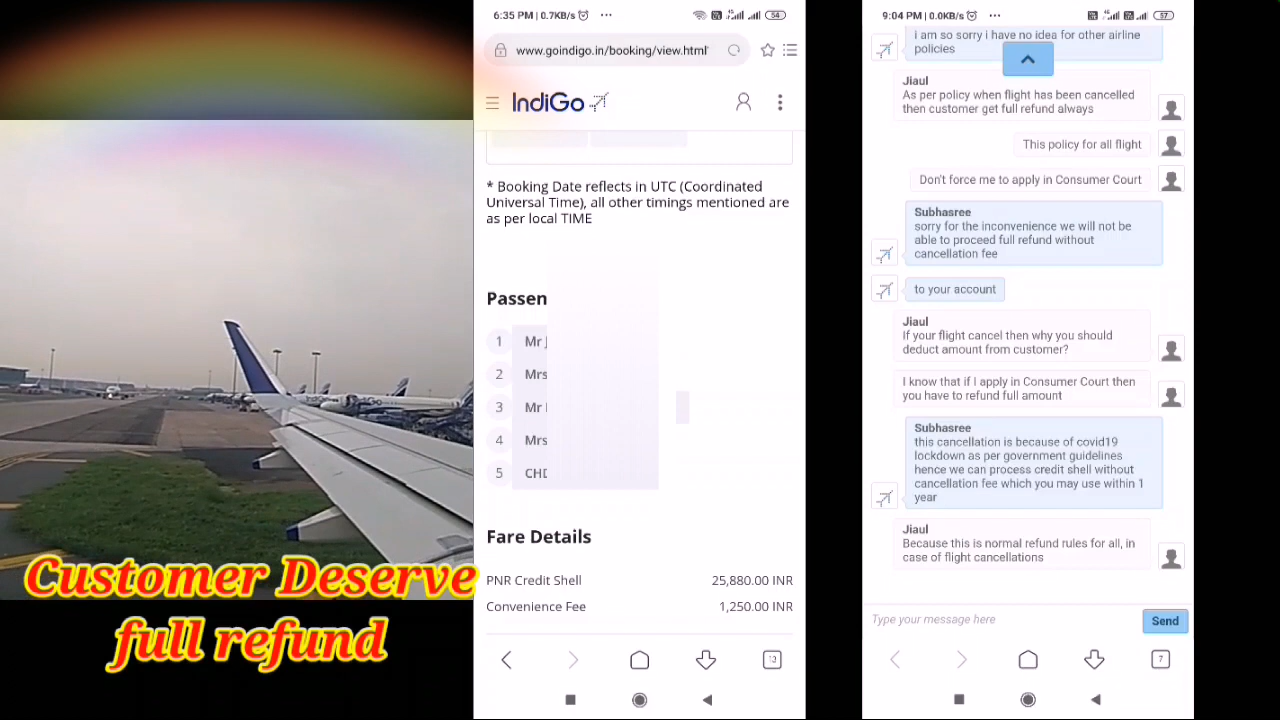 Customer Deserve
full refund
6:35 PM | 0.7KB/s
54
www.goindigo.in/booking/view.html
IndiGo
* Booking Date reflects in UTC (Coordinated
Universal Time), all other timings mentioned are
as per local TIME
Passen
1 Mr J
2 Mrs
3 Mr
4 Mrs
5 CHD
Fare Details
PNR Credit Shell 25,880.00 INR
Convenience Fee 1,250.00 INR
9:04 PM | 0.0KB/s
57
i am so sorry i have no idea for other airline
policies
Jiaul
As per policy when flight has been cancelled
then customer get full refund always
This policy for all flight
Don't force me to apply in Consumer Court
Subhasree
sorry for the inconvenience we will not be
able to proceed full refund without
cancellation fee
to your account
Jiaul
If your flight cancel then why you should
deduct amount from customer?
I know that if I apply in Consumer Court then
you have to refund full amount
Subhasree
this cancellation is because of covid19
lockdown as per government guidelines
hence we can process credit shell without
cancellation fee which you may use within 1
year
Jiaul
Because this is normal refund rules for all, in
case of flight cancellations
Type your message here
Send
7